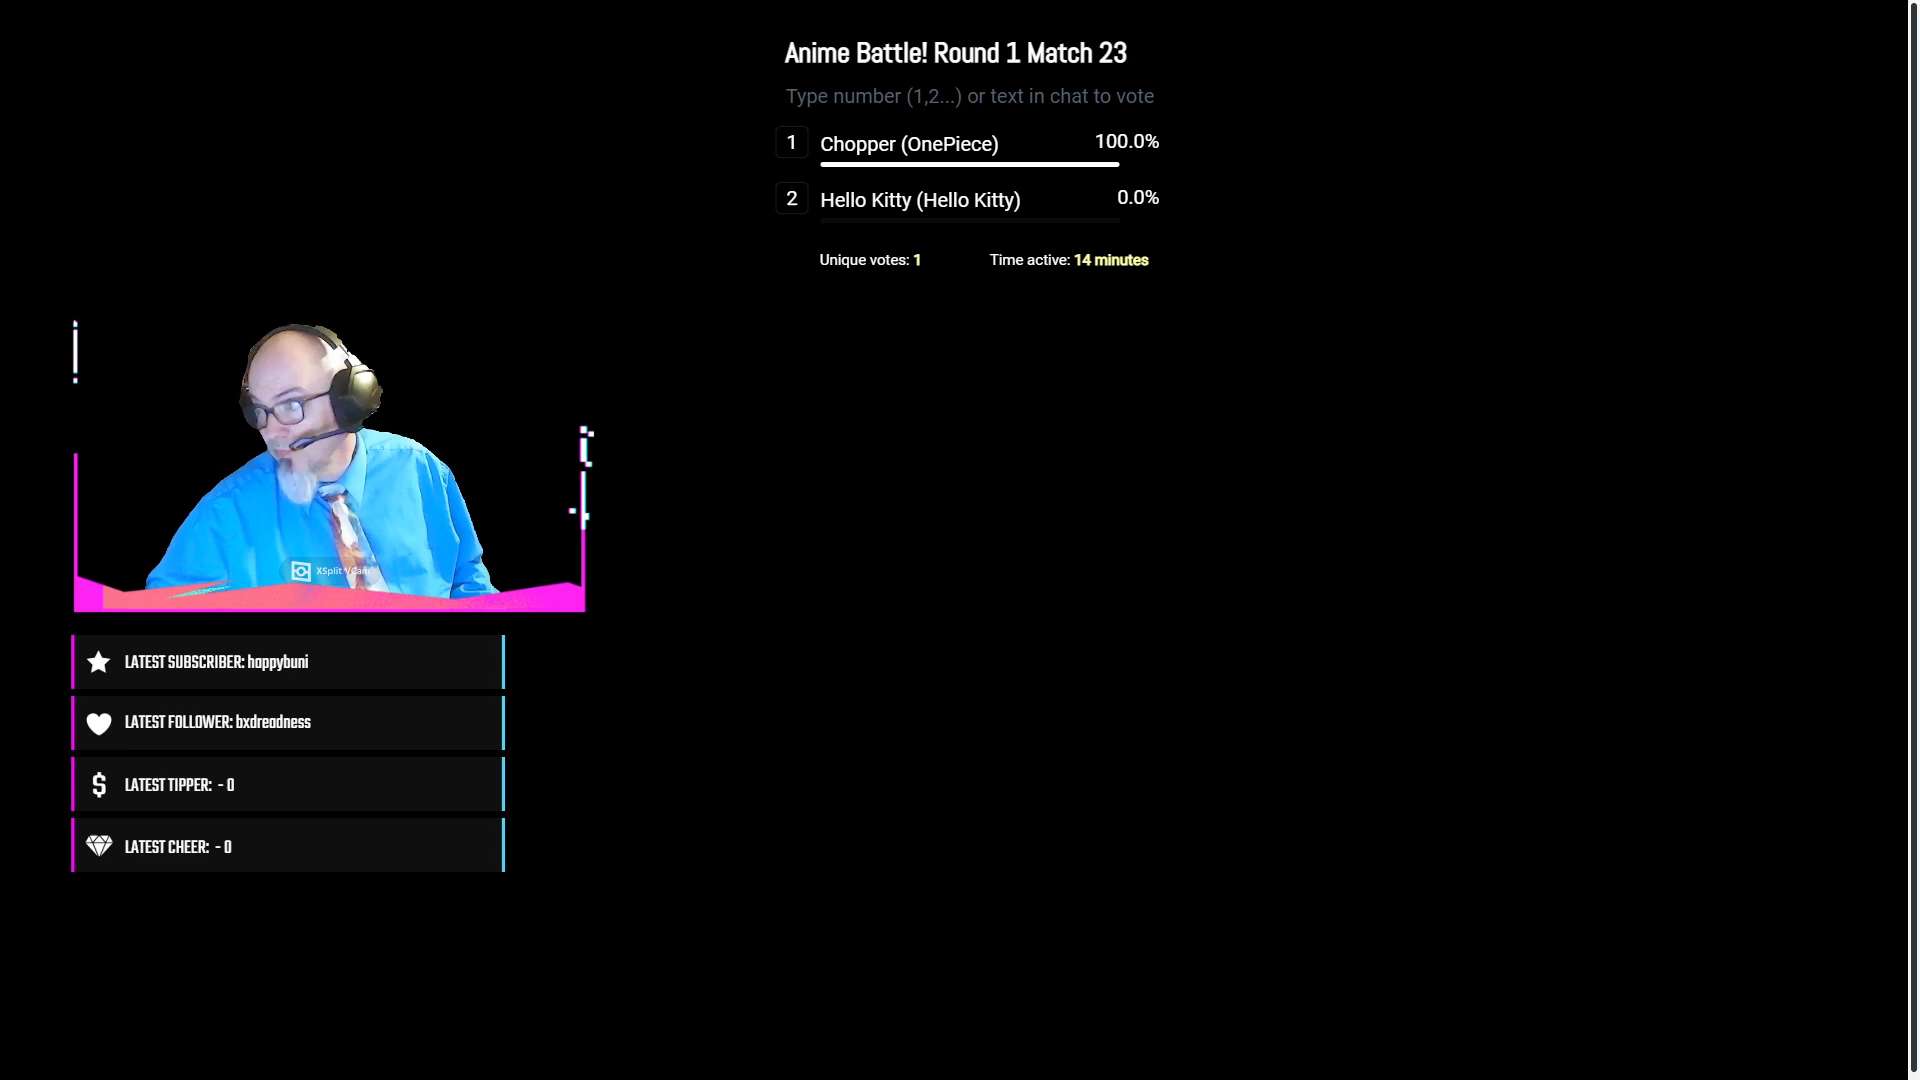 Anime Battle! Round 1 Match 23
Type number (1,2...) or text in chat to vote
1 Chopper (OnePiece) 100.0%
2 Hello Kitty (Hello Kitty) 0.0%
Unique votes: 1 Time active: 14 minutes
XSplit VCam
LATEST SUBSCRIBER: happybuni
LATEST FOLLOWER: bxdreadness
LATEST TIPPER: - 0
LATEST CHEER: - 0